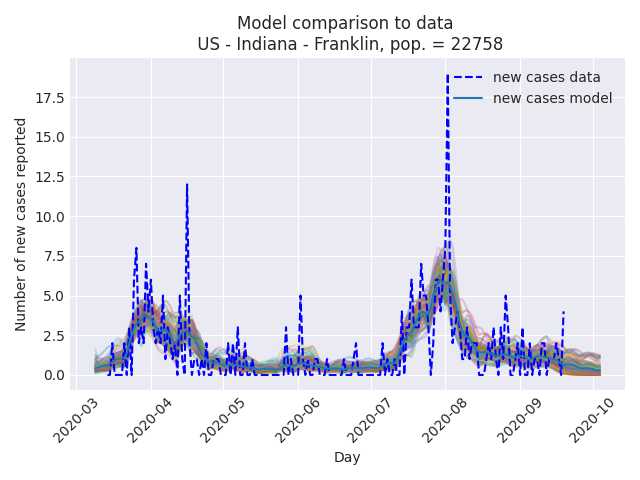 Model comparison to data
US - Indiana - Franklin, pop. = 22758
new cases data
new cases model
Number of new cases reported
17.5
15.0
12.5
10.0
7.5
5.0
2.5
0.0
2020-03
2020-04
2020-05
2020-06
2020-07
2020-08
2020-09
2020-10
Day